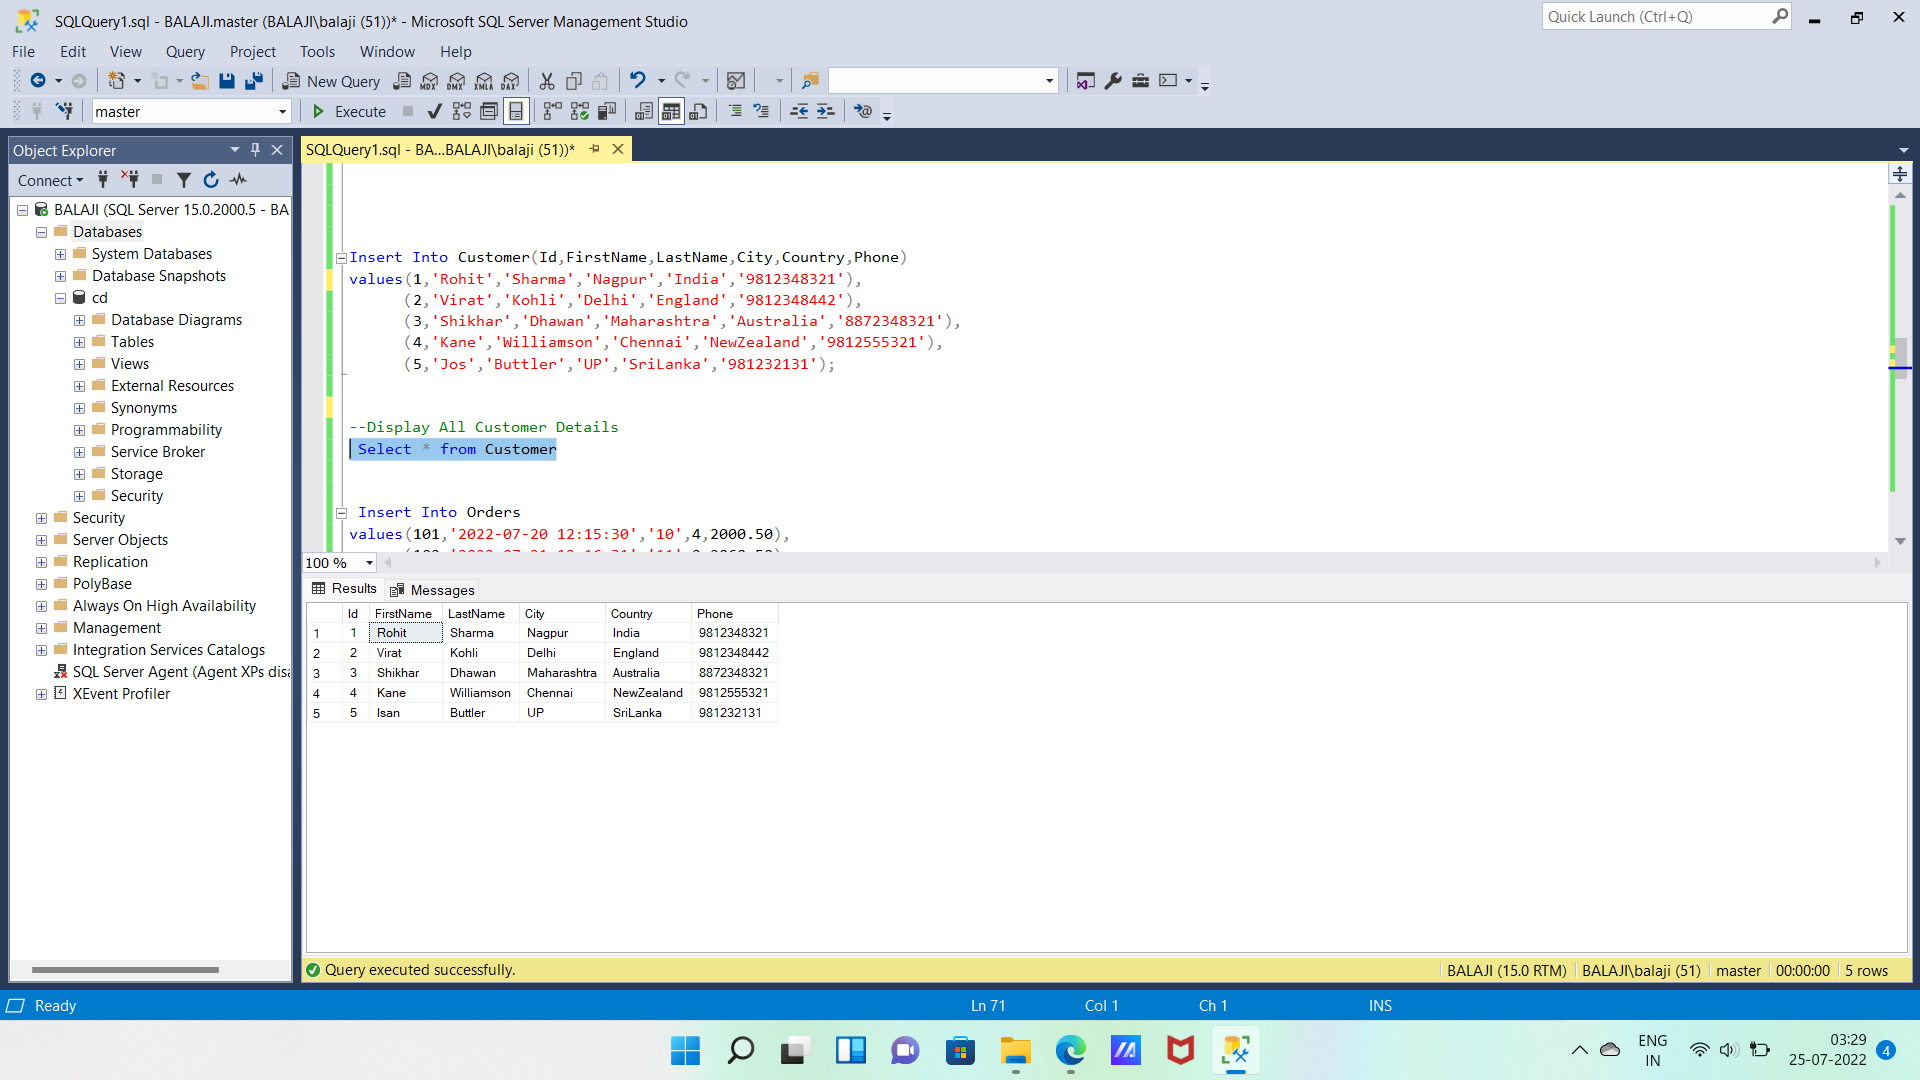 SQLQuery1.sql - BALAJI.master (BALAJI\balaji (51))* - Microsoft SQL Server Management Studio
Quick Launch (Ctrl+Q)
File Edit View Query Project Tools Window Help
New Query
MDX DMX XMLA DAX
master
Execute
Object Explorer
Connect
BALAJI (SQL Server 15.0.2000.5 - BA
Databases
System Databases
Database Snapshots
cd
Database Diagrams
Tables
Views
External Resources
Synonyms
Programmability
Service Broker
Storage
Security
Security
Server Objects
Replication
PolyBase
Always On High Availability
Management
Integration Services Catalogs
SQL Server Agent (Agent XPs disa
XEvent Profiler
SQLQuery1.sql - BA...BALAJI\balaji (51))*
Insert Into Customer(Id,FirstName,LastName,City,Country,Phone)
values(1,'Rohit','Sharma','Nagpur','India','9812348321'),
(2,'Virat','Kohli','Delhi','England','9812348442'),
(3,'Shikhar','Dhawan','Maharashtra','Australia','8872348321'),
(4,'Kane','Williamson','Chennai','NewZealand','9812555321'),
(5,'Jos','Buttler','UP','SriLanka','981232131');
--Display All Customer Details
Select * from Customer
Insert Into Orders
values(101,'2022-07-20 12:15:30','10',4,2000.50),
100 %
Results Messages
Id FirstName LastName City Country Phone
1 1 Rohit Sharma Nagpur India 9812348321
2 2 Virat Kohli Delhi England 9812348442
3 3 Shikhar Dhawan Maharashtra Australia 8872348321
4 4 Kane Williamson Chennai NewZealand 9812555321
5 5 Isan Buttler UP SriLanka 981232131
Query executed successfully.
BALAJI (15.0 RTM) BALAJI\balaji (51) master 00:00:00 5 rows
Ready
Ln 71 Col 1 Ch 1 INS
ENG
IN
03:29
25-07-2022
4